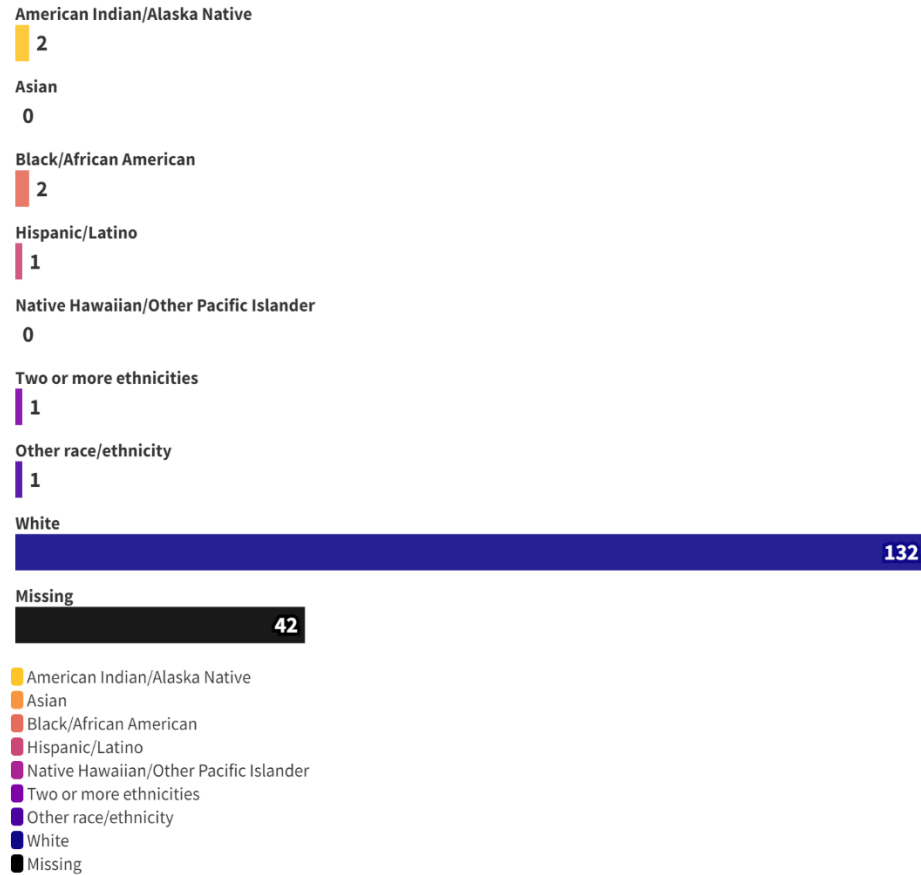 American Indian/Alaska Native
2
Asian
0
Black/African American
2
Hispanic/Latino
1
Native Hawaiian/Other Pacific Islander
0
Two or more ethnicities
1
Other race/ethnicity
1
White
132
Missing
42
American Indian/Alaska Native
Asian
Black/African American
Hispanic/Latino
Native Hawaiian/Other Pacific Islander
Two or more ethnicities
Other race/ethnicity
White
Missing